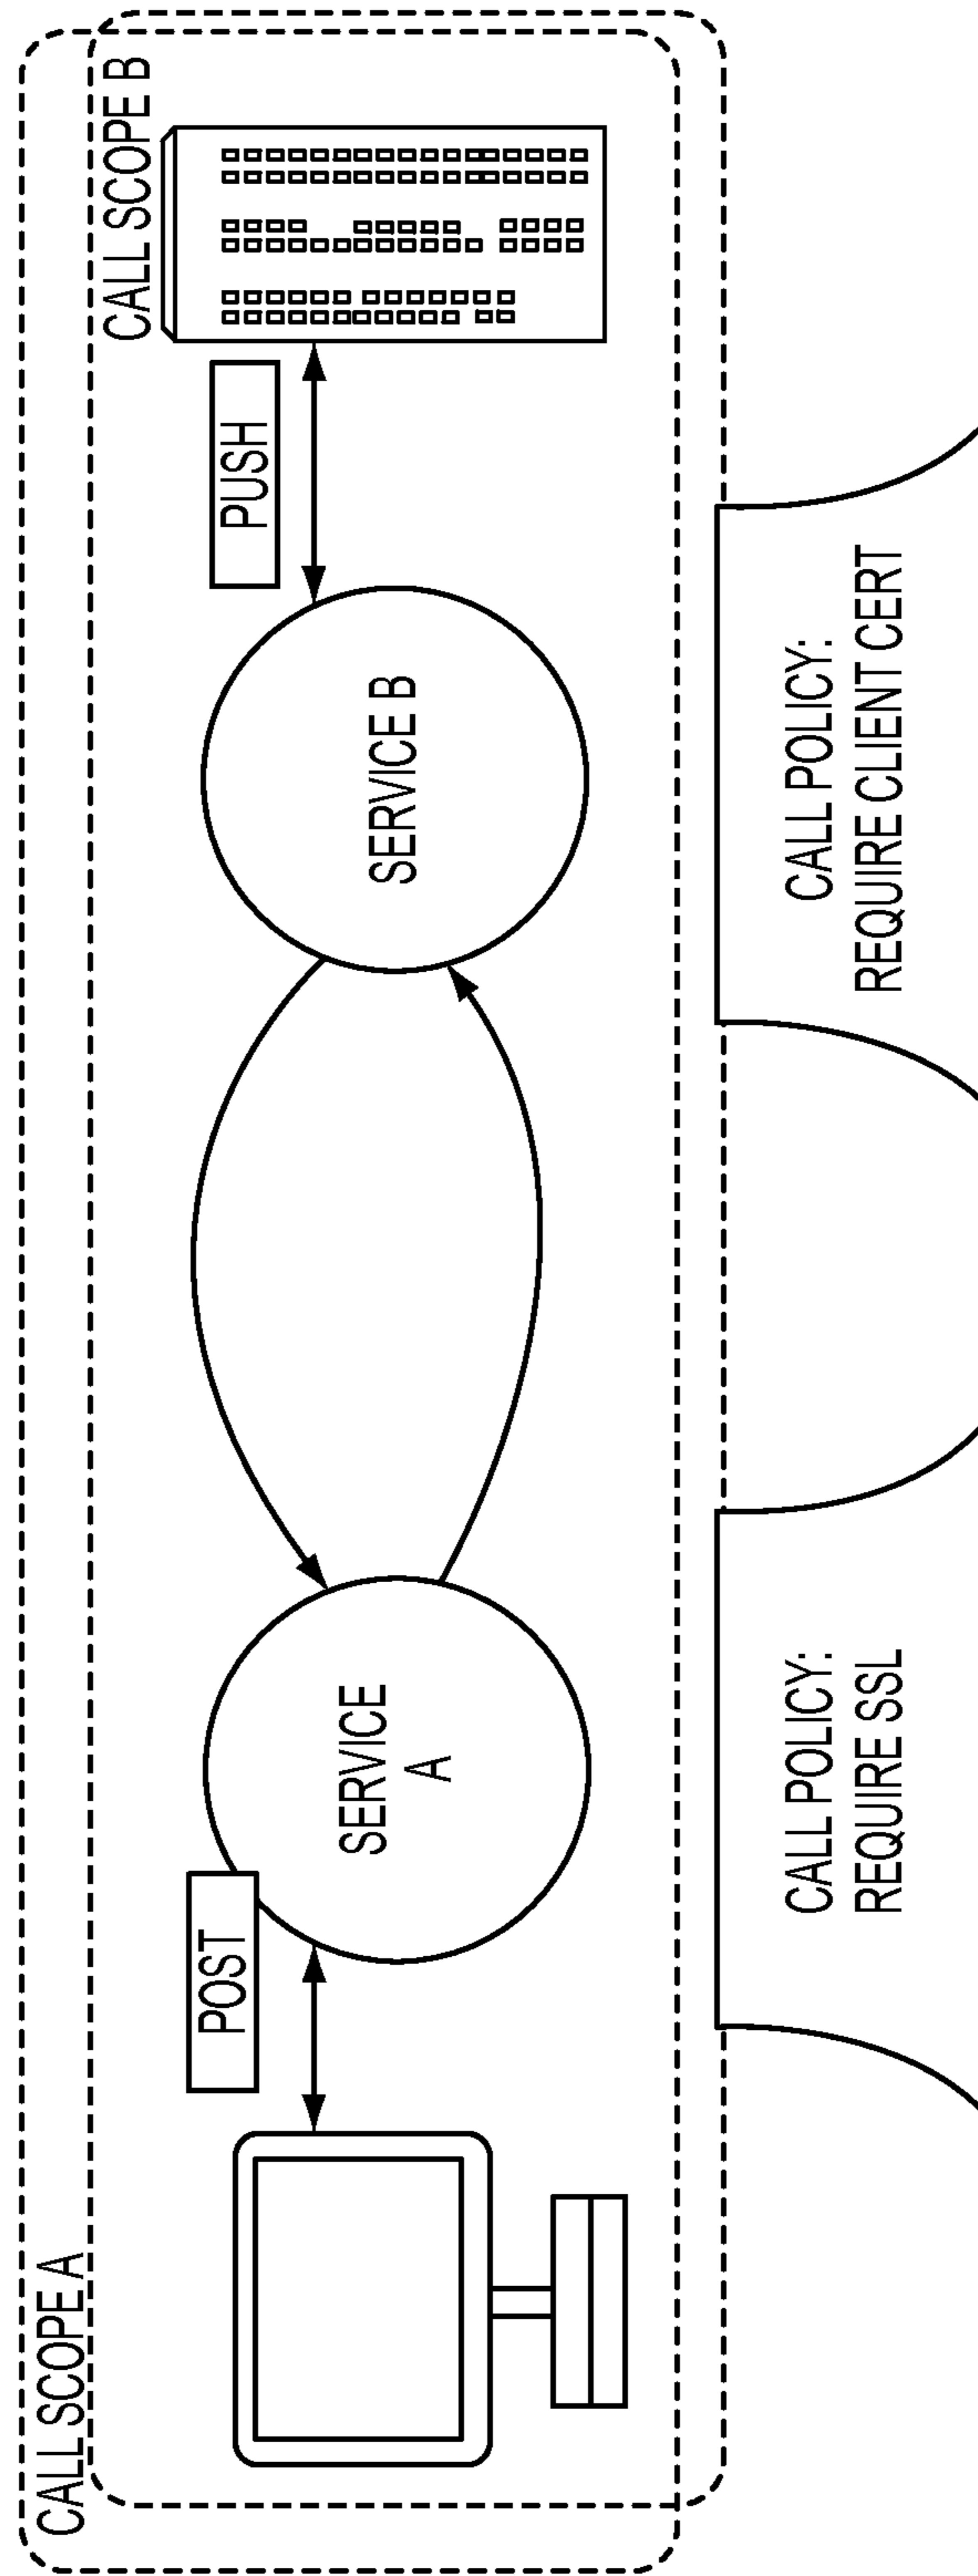 CALL SCOPE A
CALL SCOPE B
POST
PUSH
SERVICE
A
SERVICE B
CALL POLICY:
REQUIRE SSL
CALL POLICY:
REQUIRE CLIENT CERT